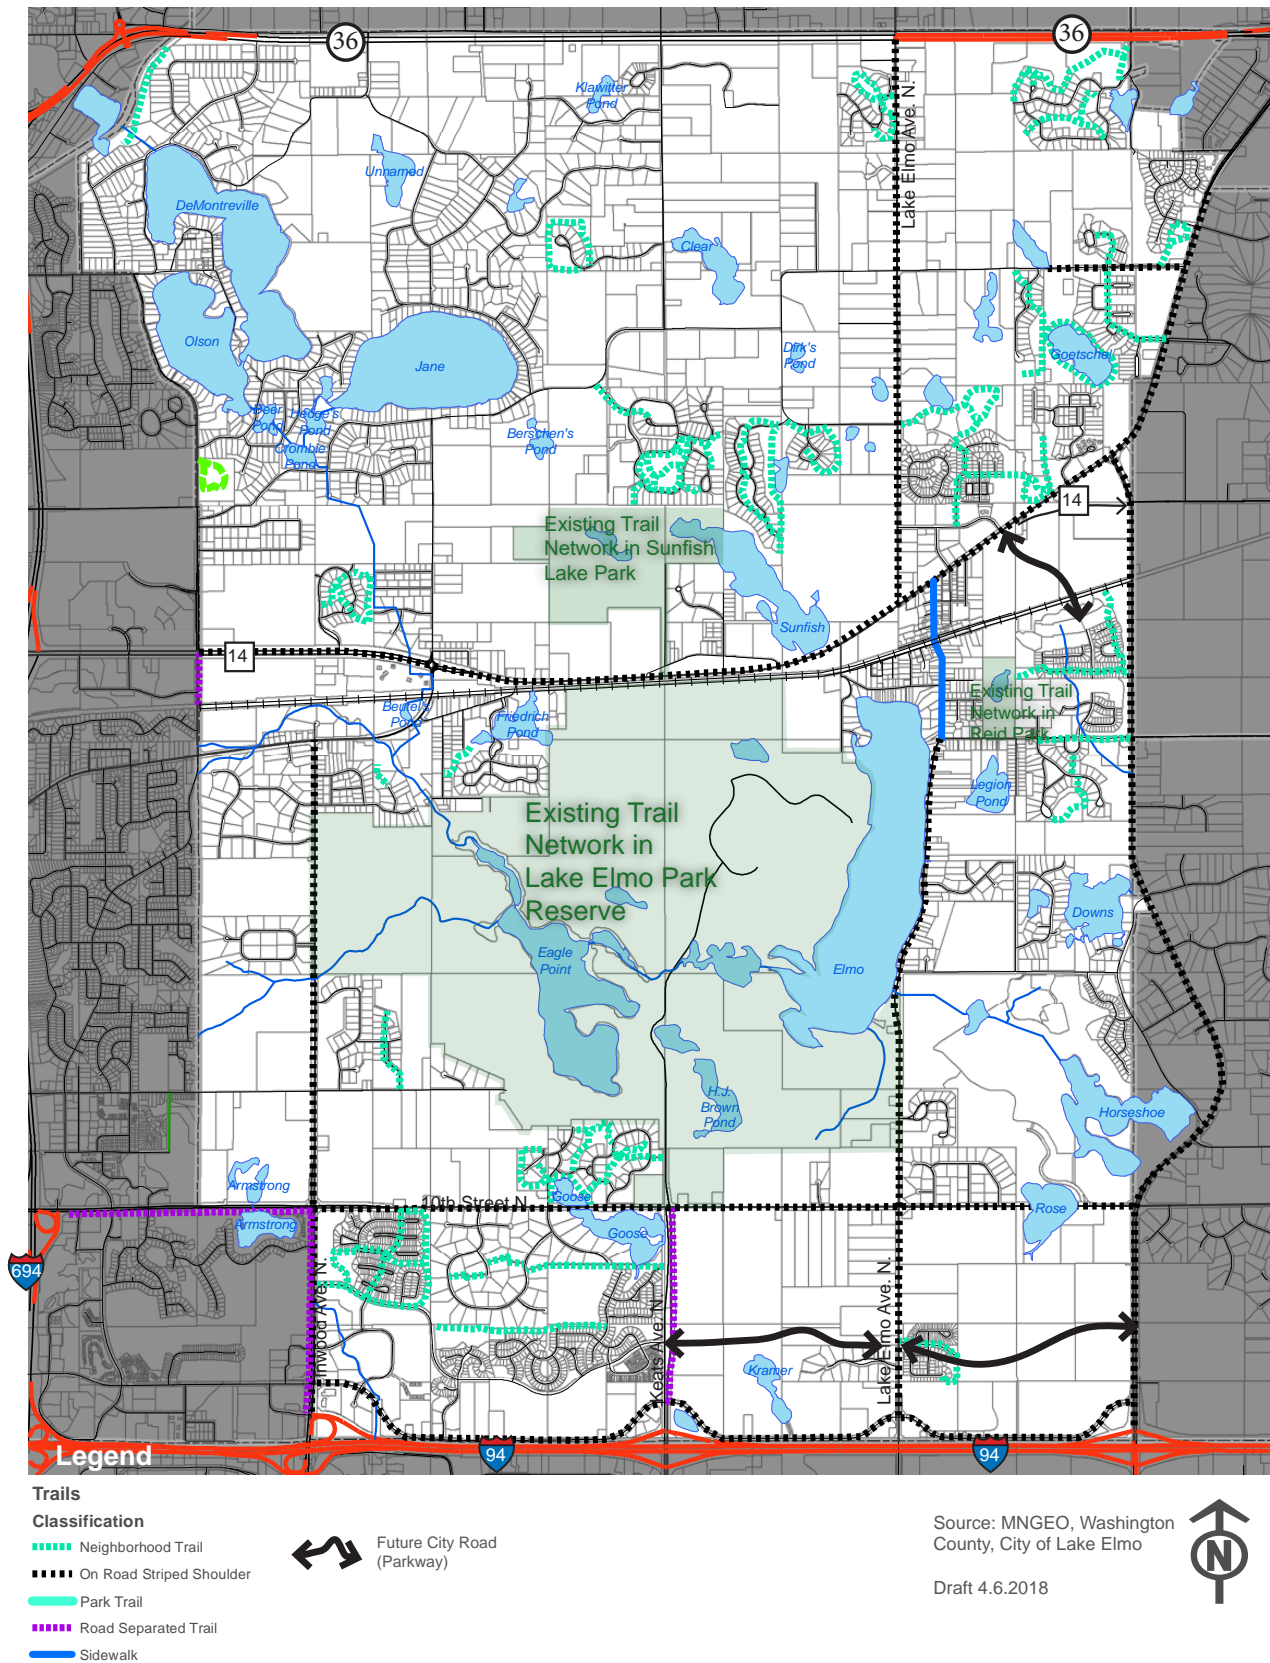 36
36
Klawitter
Pond
Lake Elmo Ave. N.
Unnamed
DeMontreville
Clear
Olson
Jane
Dirk's
Pond
Goetschel
Deer
Pond
Hedge's
Pond
Cromble
Pond
Berschen's
Pond
14
Existing Trail
Network in Sunfish
Lake Park
Sunfish
14
Existing Trail
Network in
Reid Park
Beutel's
Pond
Friedrich
Pond
Legion
Pond
Existing Trail
Network in
Lake Elmo Park
Reserve
Downs
Eagle
Point
Elmo
H.J.
Brown
Pond
Horseshoe
Armstrong
10th Street N.
Goose
Rose
Armstrong
Goose
694
Inwood Ave. N.
Keats Ave. N.
Lake Elmo Ave. N.
Kramer
94
94
Legend
Trails
Classification
Neighborhood Trail
On Road Striped Shoulder
Park Trail
Road Separated Trail
Sidewalk
Future City Road
(Parkway)
Source: MNGEO, Washington
County, City of Lake Elmo
Draft 4.6.2018
N